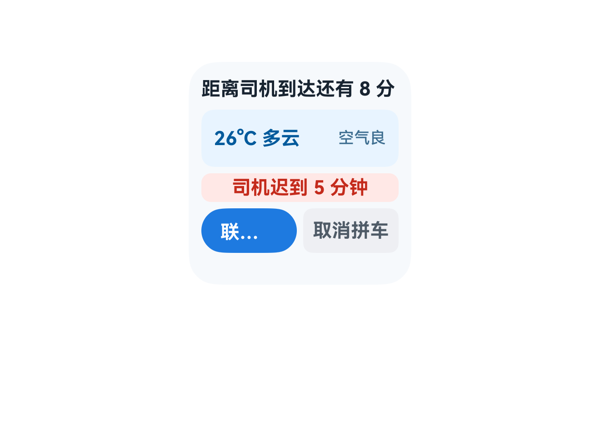 距离司机到达还有 8 分
26°C 多云
空气良
司机迟到 5 分钟
联...
取消拼车